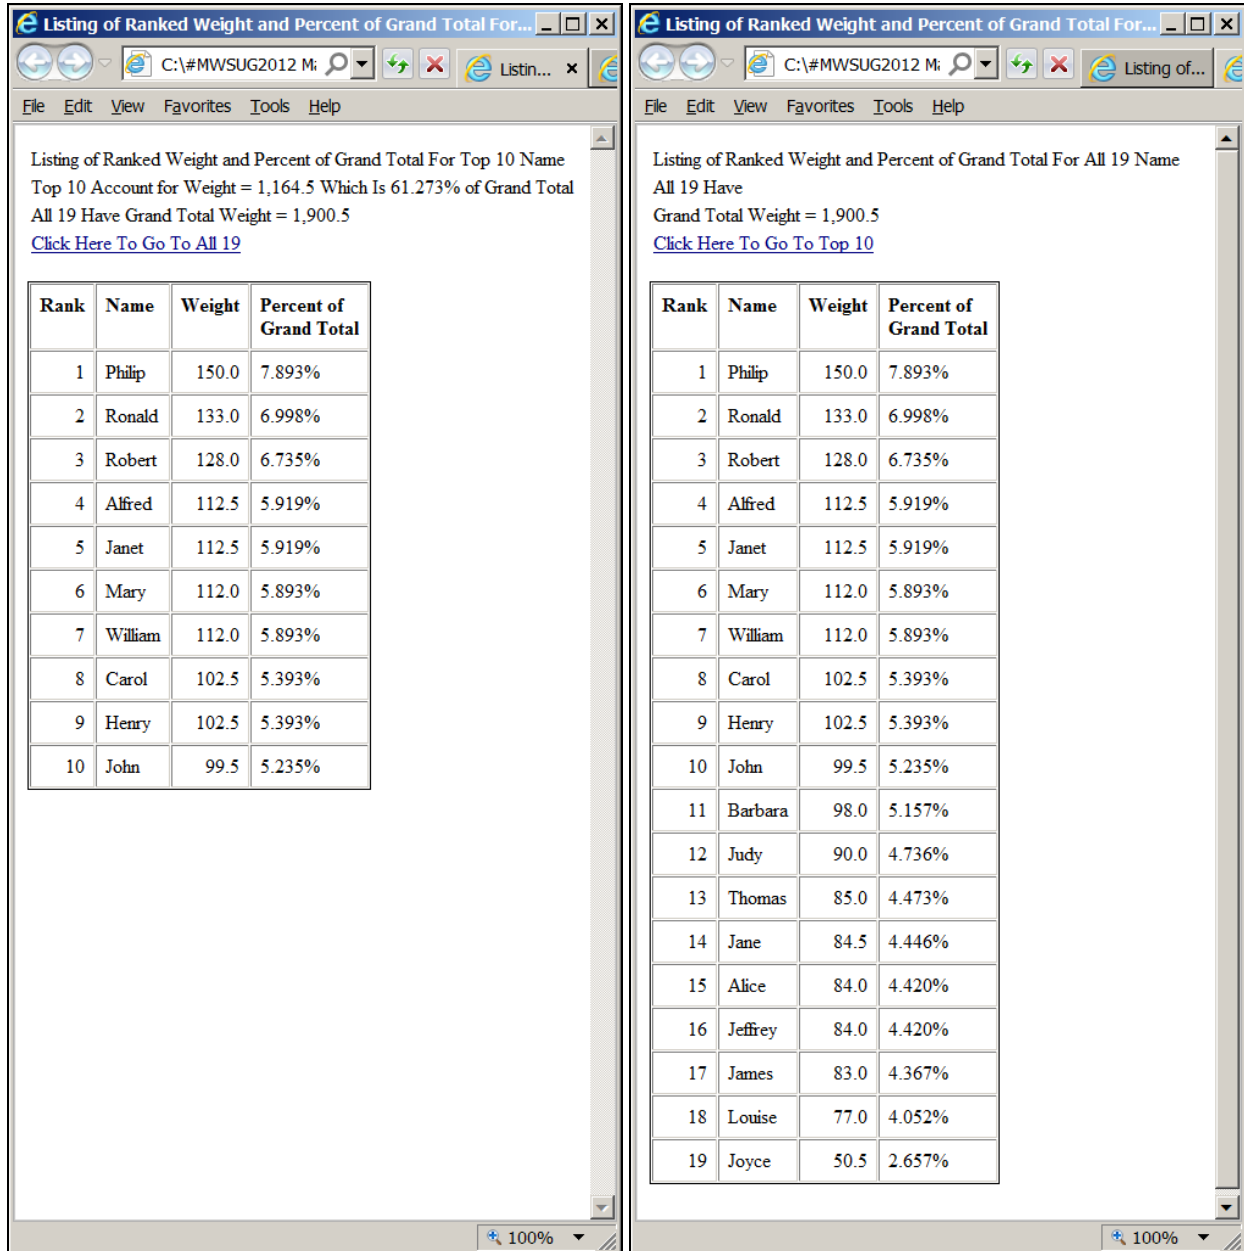 Listing of Ranked Weight and Percent of Grand Total For...
C:\#MWSUG2012 Ma
Listin...
File Edit View Favorites Tools Help
Listing of Ranked Weight and Percent of Grand Total For Top 10 Name
Top 10 Account for Weight = 1,164.5 Which Is 61.273% of Grand Total
All 19 Have Grand Total Weight = 1,900.5
Click Here To Go To All 19
Rank Name Weight Percent of
Grand Total
1 Philip 150.0 7.893%
2 Ronald 133.0 6.998%
3 Robert 128.0 6.735%
4 Alfred 112.5 5.919%
5 Janet 112.5 5.919%
6 Mary 112.0 5.893%
7 William 112.0 5.893%
8 Carol 102.5 5.393%
9 Henry 102.5 5.393%
10 John 99.5 5.235%
100%
Listing of Ranked Weight and Percent of Grand Total For...
C:\#MWSUG2012 Ma
Listing of...
File Edit View Favorites Tools Help
Listing of Ranked Weight and Percent of Grand Total For All 19 Name
All 19 Have
Grand Total Weight = 1,900.5
Click Here To Go To Top 10
Rank Name Weight Percent of
Grand Total
1 Philip 150.0 7.893%
2 Ronald 133.0 6.998%
3 Robert 128.0 6.735%
4 Alfred 112.5 5.919%
5 Janet 112.5 5.919%
6 Mary 112.0 5.893%
7 William 112.0 5.893%
8 Carol 102.5 5.393%
9 Henry 102.5 5.393%
10 John 99.5 5.235%
11 Barbara 98.0 5.157%
12 Judy 90.0 4.736%
13 Thomas 85.0 4.473%
14 Jane 84.5 4.446%
15 Alice 84.0 4.420%
16 Jeffrey 84.0 4.420%
17 James 83.0 4.367%
18 Louise 77.0 4.052%
19 Joyce 50.5 2.657%
100%